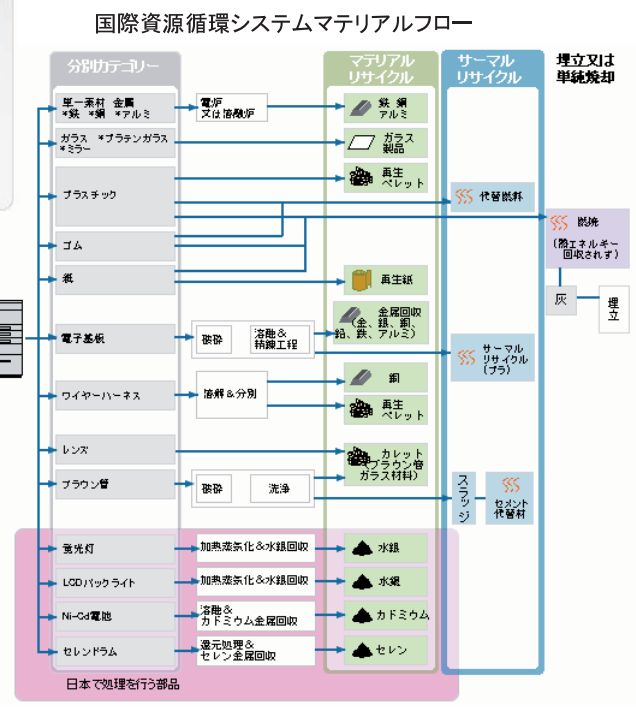 国際資源循環システムマテリアルフロー
分別カテゴリー
マテリアル
リサイクル
サーマル
リサイクル
埋立又は
単純焼却
単一素材 金属
*鉄 *銅 *アルミ
電炉
又は溶融炉
鉄 銅
アルミ
ガラス *プラテンガラス
*ミラー
ガラス
製品
プラスチック
再生
ペレット
代替燃料
燃焼
(熱エネルギー
回収されず)
灰
埋立
ゴム
紙
再生紙
電子基板
破砕
溶融&
精錬工程
金属回収
(金、銀、銅、
鉛、鉄、アルミ)
サーマル
リサイクル
(プラ)
ワイヤーハーネス
溶解&分別
銅
再生
ペレット
レンズ
ブラウン管
破砕
洗浄
カレット
(ブラウン管
ガラス材料)
スラッジ
セメント
代替材
蛍光灯
加熱蒸気化&水銀回収
水銀
LCDバックライト
加熱蒸気化&水銀回収
水銀
Ni-Cd電池
溶融&
カドミウム金属回収
カドミウム
セレンドラム
還元処理&
セレン金属回収
セレン
日本で処理を行う部品